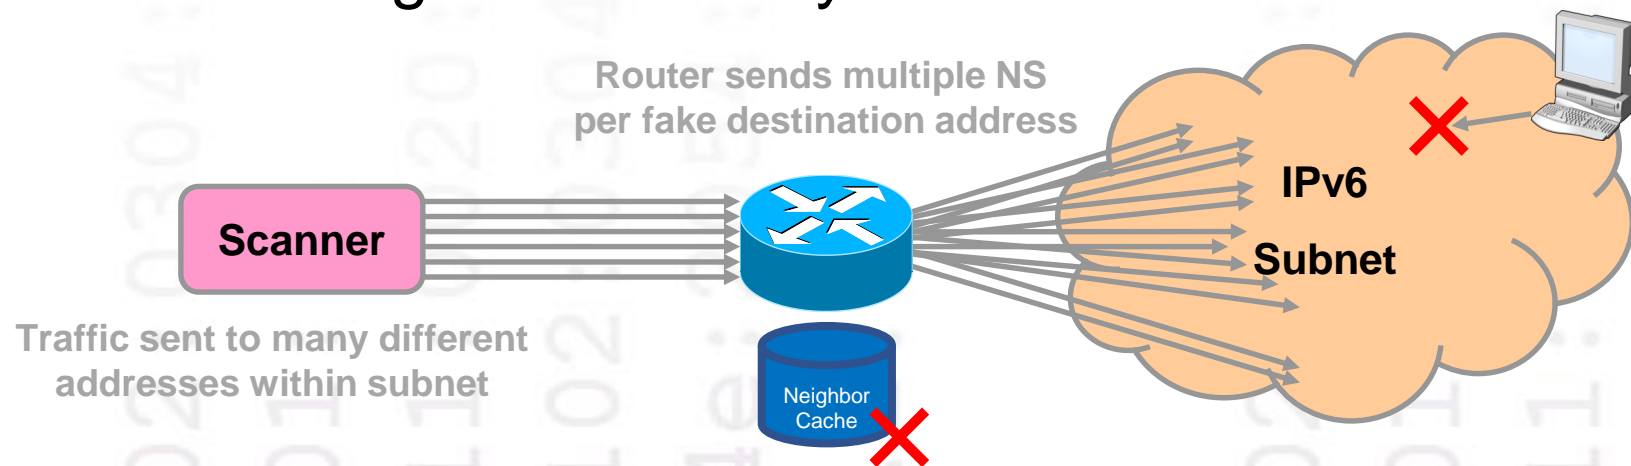 Router sends multiple NS
per fake destination address
IPv6
Scanner
Subnet
Traffic sent to many different
addresses within subnet
Neighbor
Cache